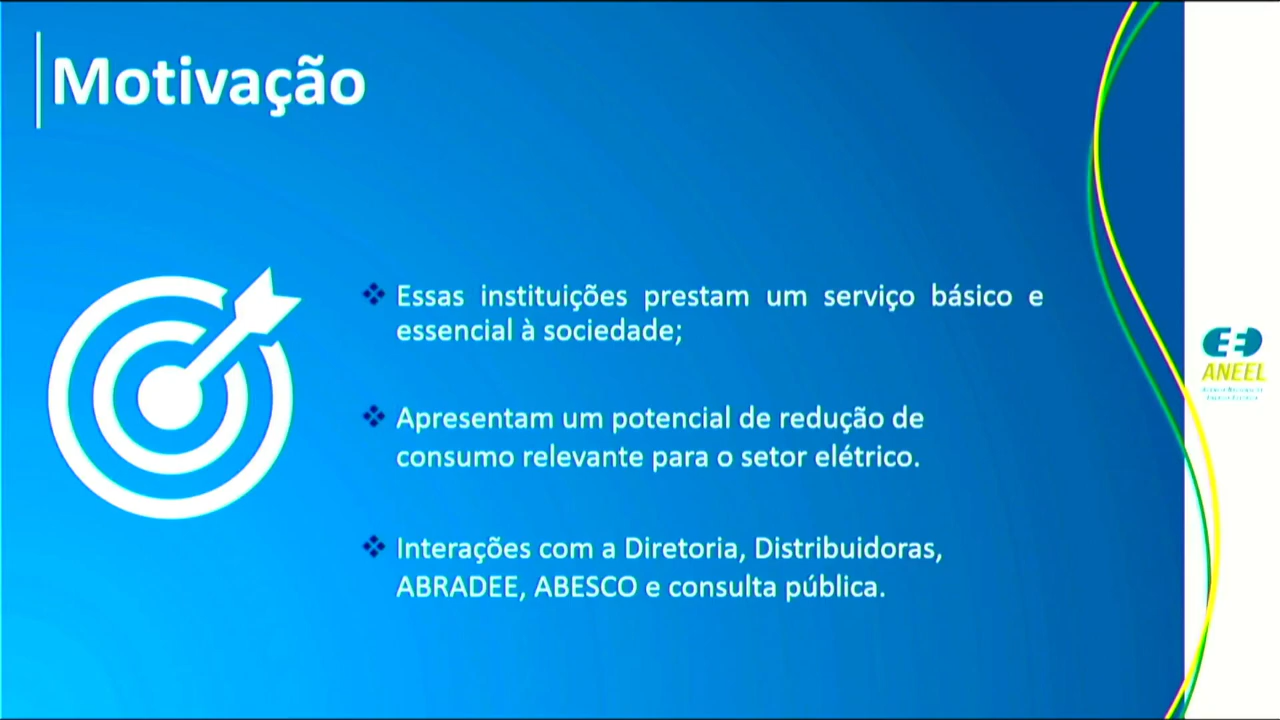 Motivação
Essas instituições prestam um serviço básico e
essencial à sociedade;
Apresentam um potencial de redução de
consumo relevante para o setor elétrico.
Interações com a Diretoria, Distribuidoras,
ABRADEE, ABESCO e consulta pública.
ANEEL